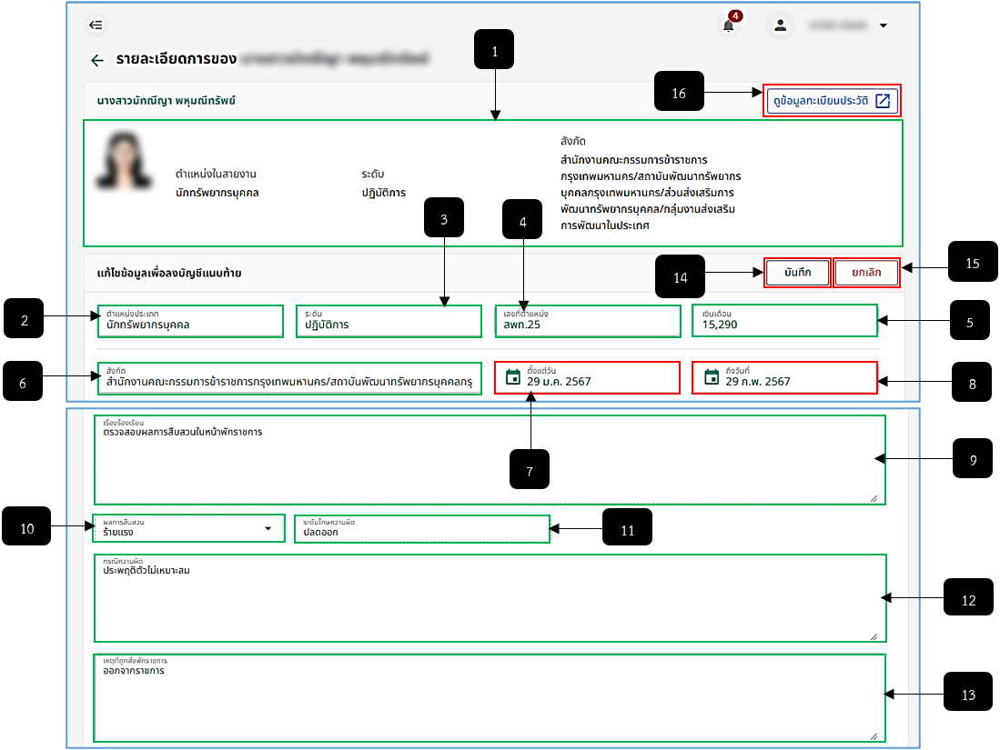 4
รายละเอียดการของ
1
นางสาวมัทณีญา พหุมณีทรัพย์
16
ดูข้อมูลทะเบียนประวัติ
สังกัด
ตำแหน่งในสายงาน
ระดับ
สำนักงานคณะกรรมการข้าราชการ
กรุงเทพมหานคร/สถาบันพัฒนาทรัพยากร
นักทรัพยากรบุคคล
ปฏิบัติการ
บุคคลกรุงเทพมหานคร/ส่วนส่งเสริมการ
พัฒนาทรัพยากรบุคคล/กลุ่มงานส่งเสริม
การพัฒนาในประเทศ
3
4
แก้ไขข้อมูลเพื่อลงบัญชีแนบท้าย
14
บันทึก
ยกเลิก
15
2
ตำแหน่งประเภท
นักทรัพยากรบุคคล
ระดับ
ปฏิบัติการ
เลขที่ตำแหน่ง
สพท.25
เงินเดือน
15,290
5
6
สังกัด
สำนักงานคณะกรรมการข้าราชการกรุงเทพมหานคร/สถาบันพัฒนาทรัพยากรบุคคลกรุ
ตั้งแต่วัน
29 ม.ค. 2567
ถึงวันที่
29 ก.พ. 2567
8
เรื่องร้องเรียน
ตรวจสอบผลการสืบสวนในหน้าพักราชการ
7
9
10
ผลการสืบสวน
ร้ายแรง
ระดับโทษความผิด
ปลดออก
11
กรณีความผิด
ประพฤติตัวไม่เหมาะสม
12
เหตุที่ถูกสั่งพักราชการ
ออกจากราชการ
13